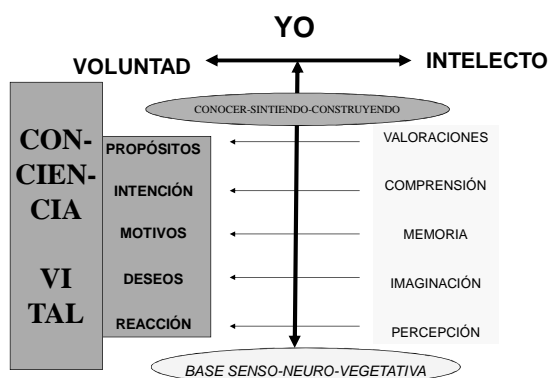 YO
VOLUNTAD
INTELECTO
CONOCER-SINTIENDO-CONSTRUYENDO
CON-
CIEN-
CIA
VI
TAL
PROPÓSITOS
INTENCIÓN
MOTIVOS
DESEOS
REACCIÓN
VALORACIONES
COMPRENSIÓN
MEMORIA
IMAGINACIÓN
PERCEPCIÓN
BASE SENSO-NEURO-VEGETATIVA